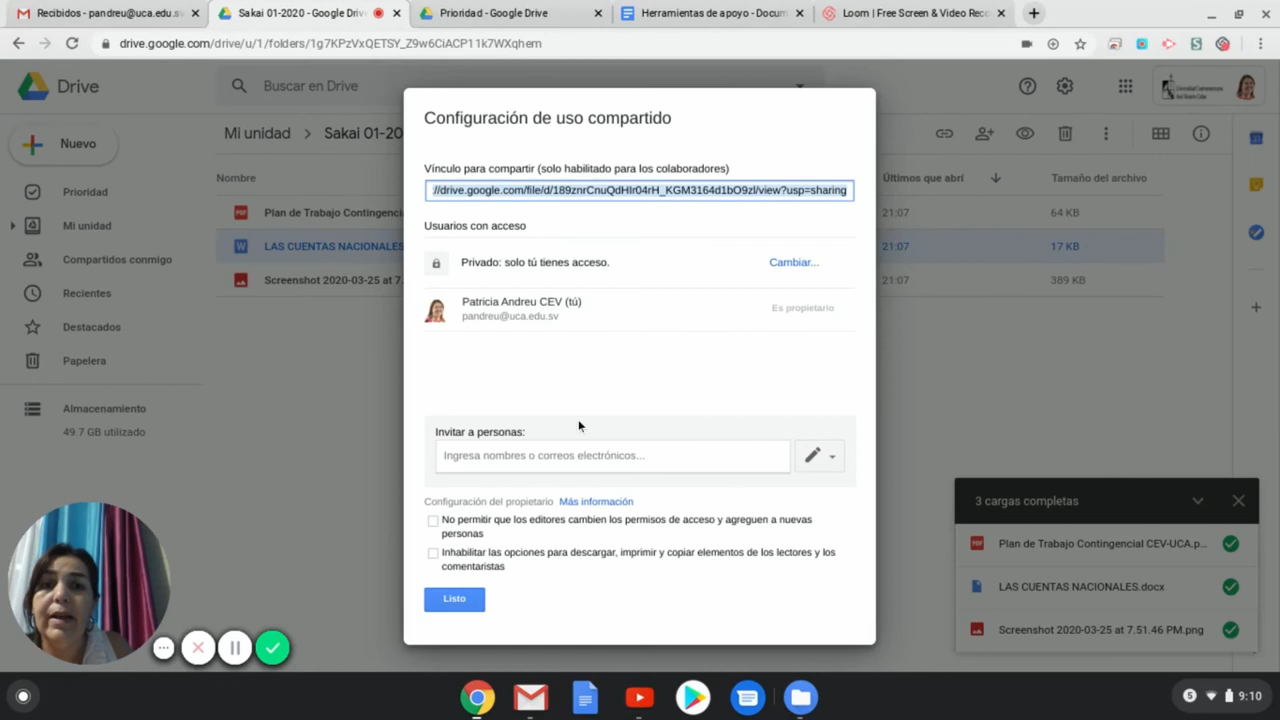 Recibidos - pandreu@uca.edu.sv
Sakai 01-2020 - Google Drive
Prioridad - Google Drive
Herramientas de apoyo - Docum
Loom | Free Screen & Video Reco
drive.google.com/drive/u/1/folders/1g7KPzVxQETSY_Z9w6CiACP11k7WXqhem
Drive
Buscar en Drive
Nuevo
Mi unidad > Sakai 01-20
Nombre
Últimos que abrí
Tamaño del archivo
Prioridad
Mi unidad
Compartidos conmigo
Recientes
Destacados
Papelera
Almacenamiento
49.7 GB utilizado
Plan de Trabajo Contingenci
21:07
64 KB
LAS CUENTAS NACIONALES
21:07
17 KB
Screenshot 2020-03-25 at 7.
21:07
389 KB
Configuración de uso compartido
Vínculo para compartir (solo habilitado para los colaboradores)
://drive.google.com/file/d/189znrCnuQdHIr04rH_KGM3164d1bO9zl/view?usp=sharing
Usuarios con acceso
Privado: solo tú tienes acceso.
Cambiar...
Patricia Andreu CEV (tú)
pandreu@uca.edu.sv
Es propietario
Invitar a personas:
Ingresa nombres o correos electrónicos...
Configuración del propietario Más información
No permitir que los editores cambien los permisos de acceso y agreguen a nuevas
personas
Inhabilitar las opciones para descargar, imprimir y copiar elementos de los lectores y los
comentaristas
Listo
3 cargas completas
Plan de Trabajo Contingencial CEV-UCA.p...
LAS CUENTAS NACIONALES.docx
Screenshot 2020-03-25 at 7.51.46 PM.png
5
9:10